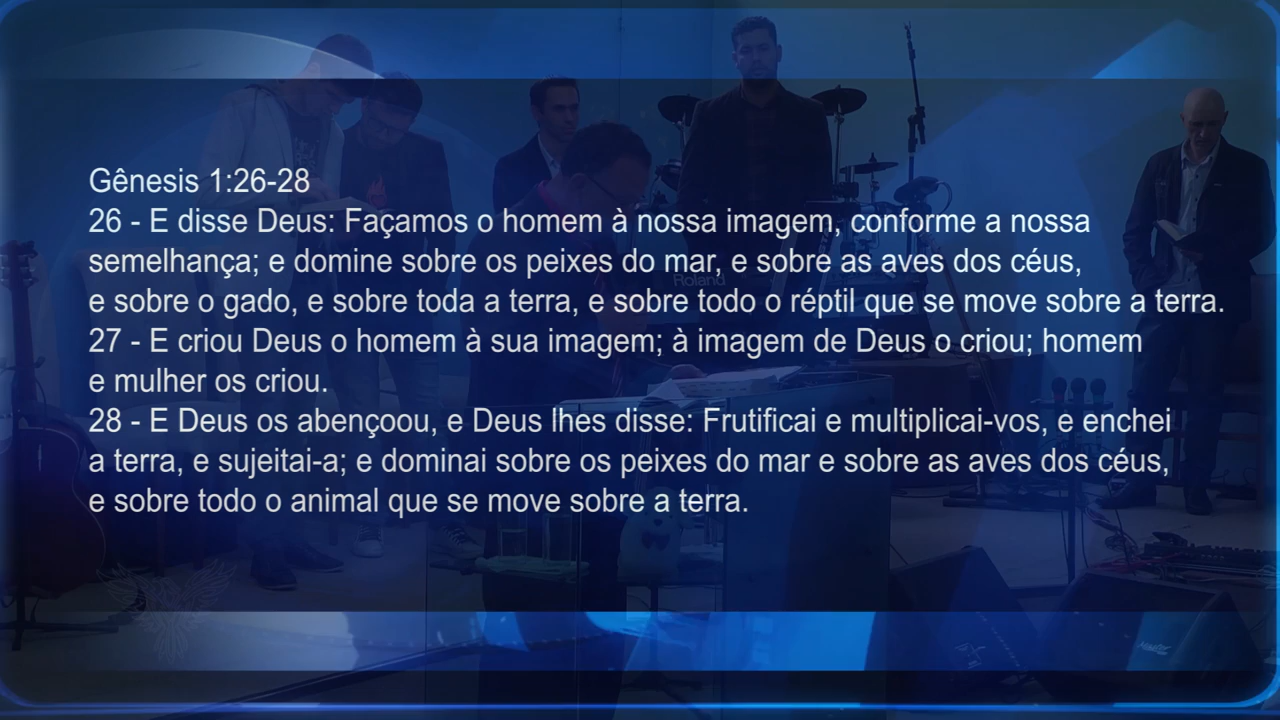 Gênesis 1:26-28
26 - E disse Deus: Façamos o homem à nossa imagem, conforme a nossa
semelhança; e domine sobre os peixes do mar, e sobre as aves dos céus,
Roland
e sobre o gado, e sobre toda a terra, e sobre todo o réptil que se move sobre a terra.
27 - E criou Deus o homem à sua imagem; à imagem de Deus o criou; homem
e mulher os criou.
28 - E Deus os abençoou, e Deus lhes disse: Frutificai e multiplicai-vos, e enchei
a terra, e sujeitai-a; e dominai sobre os peixes do mar e sobre as aves dos céus,
e sobre todo o animal que se move sobre a terra.